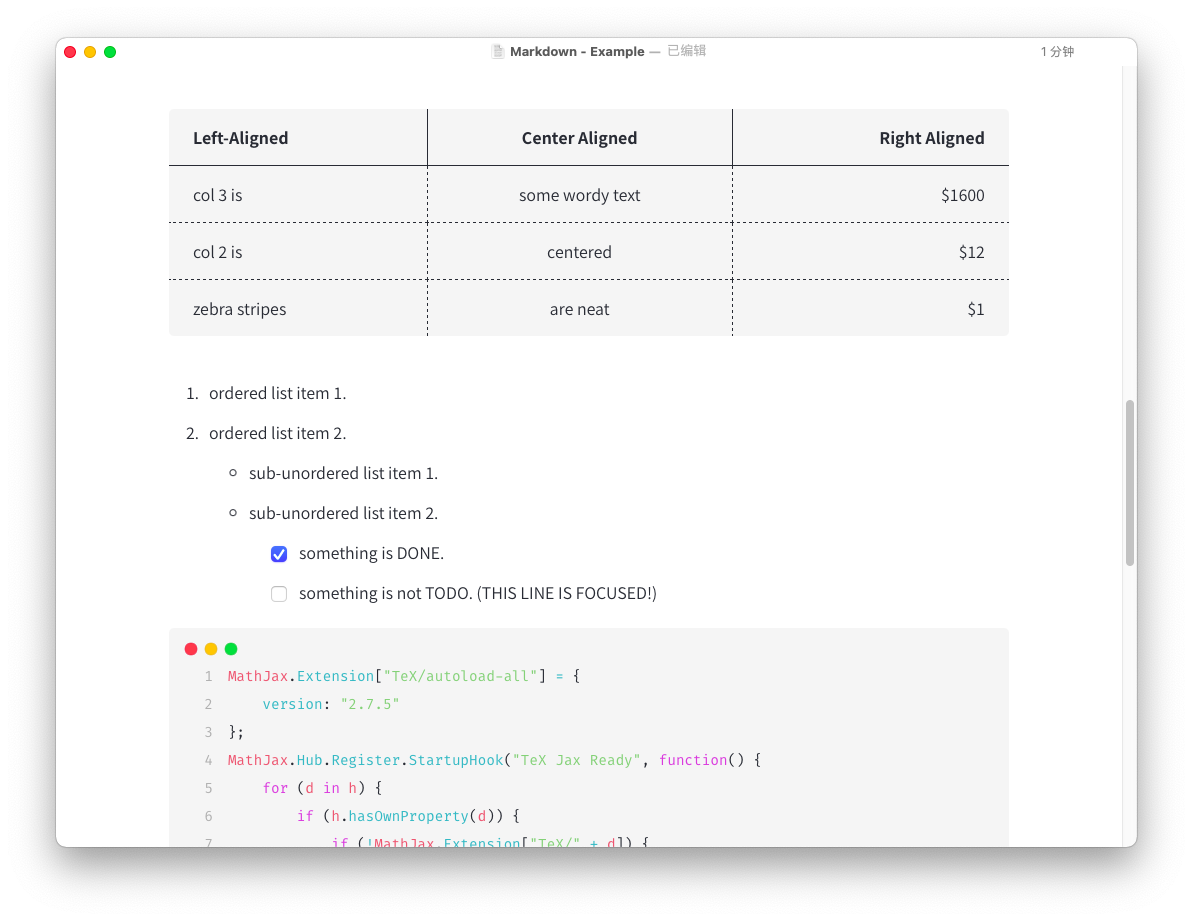 Markdown - Example — 已编辑
1 分钟
Left-Aligned Center Aligned Right Aligned
col 3 is some wordy text $1600
col 2 is centered $12
zebra stripes are neat $1
1. ordered list item 1.
2. ordered list item 2.
sub-unordered list item 1.
sub-unordered list item 2.
something is DONE.
something is not TODO. (THIS LINE IS FOCUSED!)
1 MathJax.Extension["TeX/autoload-all"] = {
2     version: "2.7.5"
3 };
4 MathJax.Hub.Register.StartupHook("TeX Jax Ready", function() {
5     for (d in h) {
6         if (h.hasOwnProperty(d)) {
7             if (!MathJax.Extension["TeX/" + d]) {